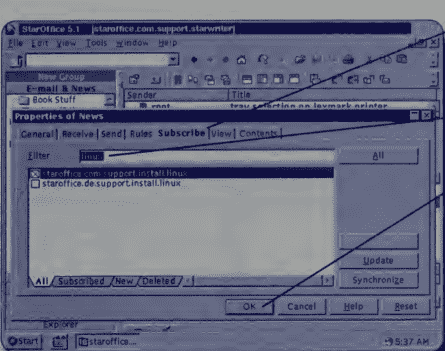 StarOffice 5.1 [staroffice.com.support.starwriter]
File Edit View Tools Window Help
New Group
E-mail & News
Book Stuff
Sender Title
root tray selection on lexmark printer
Properties of News
General Receive Send Rules Subscribe View Contents
Filter linux All
staroffice.com.support.install.linux
staroffice.de.support.install.linux
Update
All Subscribed New Deleted Synchronize
OK Cancel Help Reset
Explorer
Start staroffice... 5:37 AM